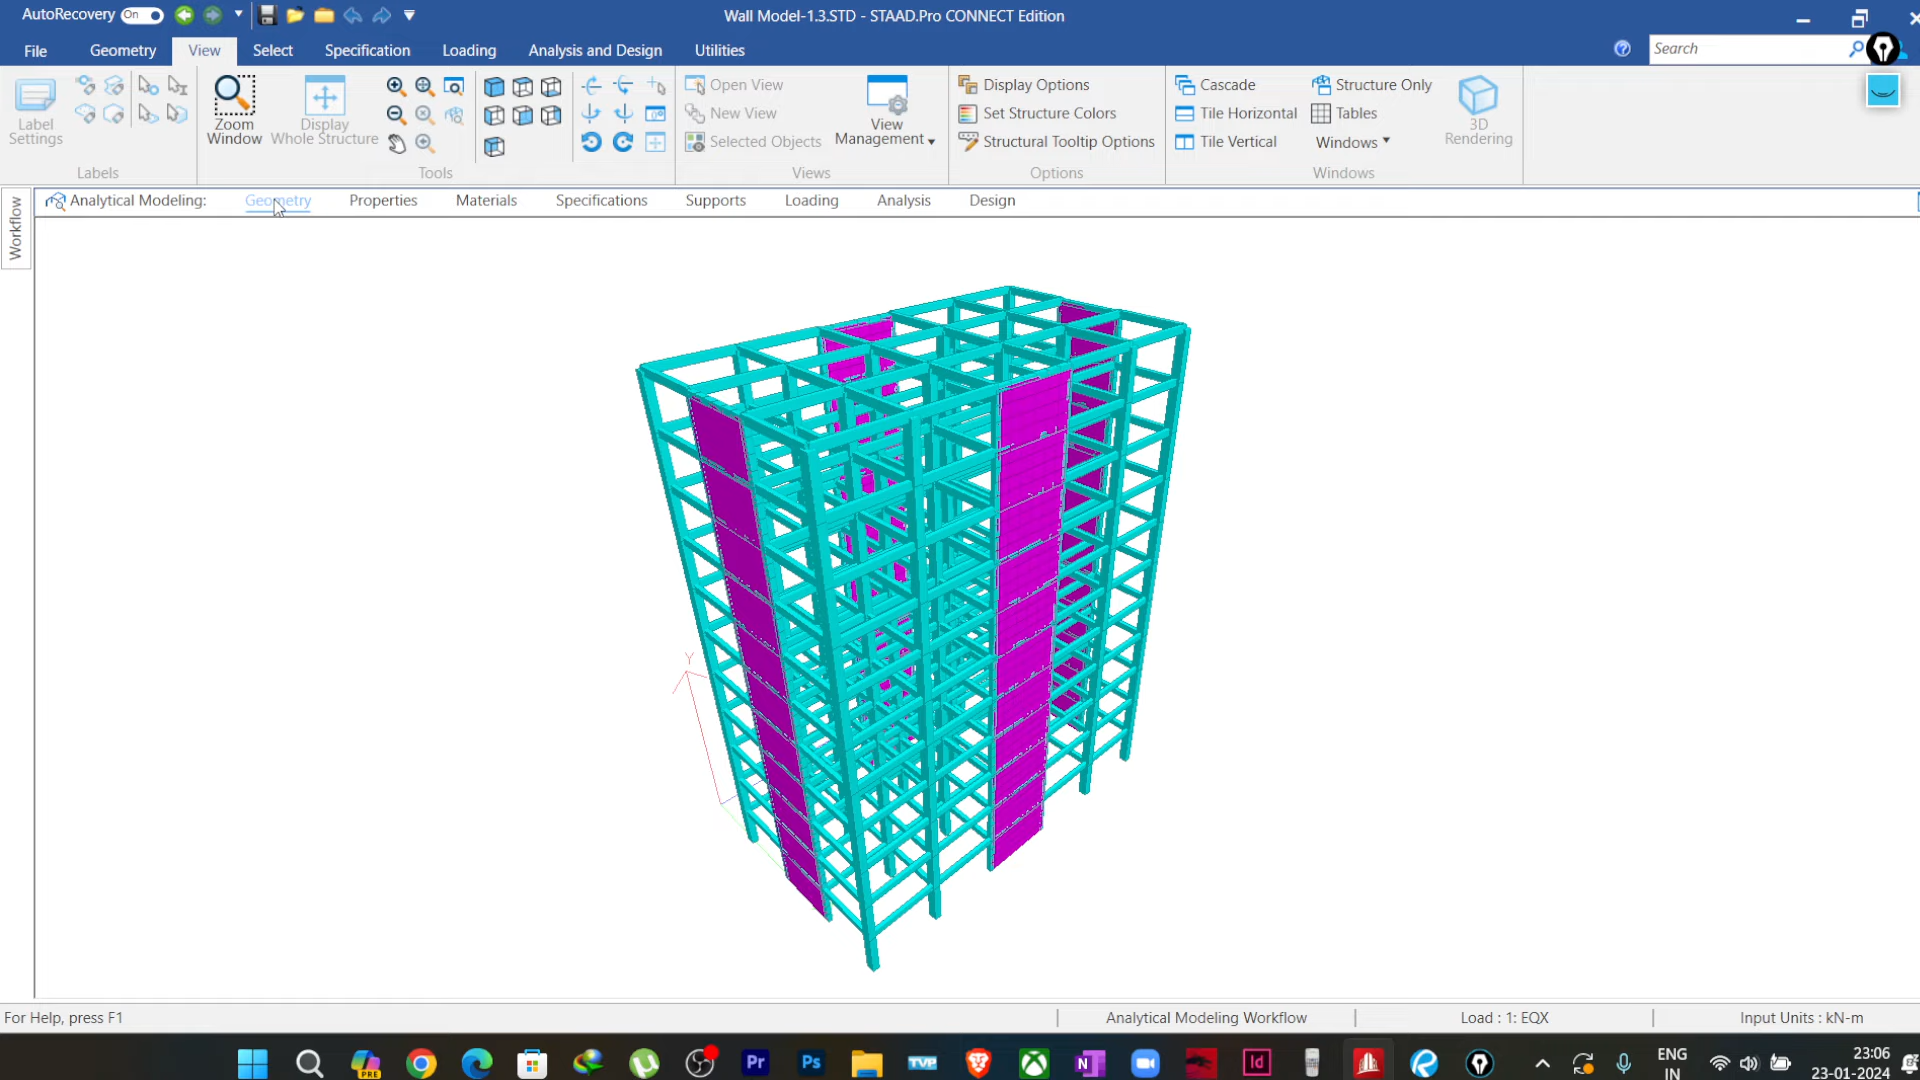 AutoRecovery On
Wall Model-1.3.STD - STAAD.Pro CONNECT Edition
File
Geometry
View
Select
Specification
Loading
Analysis and Design
Utilities
Search
Label
Settings
Labels
Zoom
Window
Display
Whole Structure
Tools
Open View
New View
Selected Objects
View
Management
Views
Display Options
Set Structure Colors
Structural Tooltip Options
Options
Cascade
Tile Horizontal
Tile Vertical
Structure Only
Tables
Windows
Windows
3D
Rendering
Workflow
Analytical Modeling:
Geometry
Properties
Materials
Specifications
Supports
Loading
Analysis
Design
Y
For Help, press F1
Analytical Modeling Workflow
Load : 1: EQX
Input Units : kN-m
PRE
Pr
Ps
TVP
N
Id
ENG
IN
23:06
23-01-2024